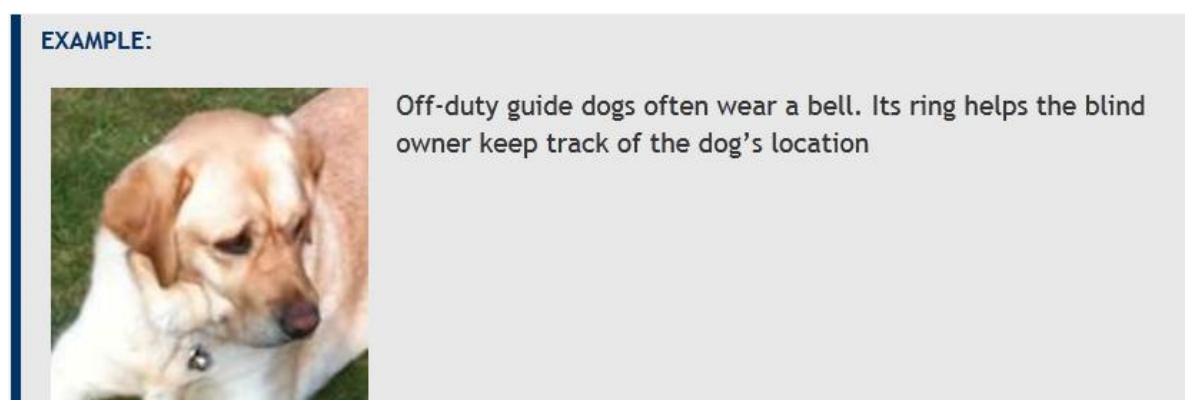 EXAMPLE:
Off-duty guide dogs often wear a bell. Its ring helps the blind
owner keep track of the dog’s location